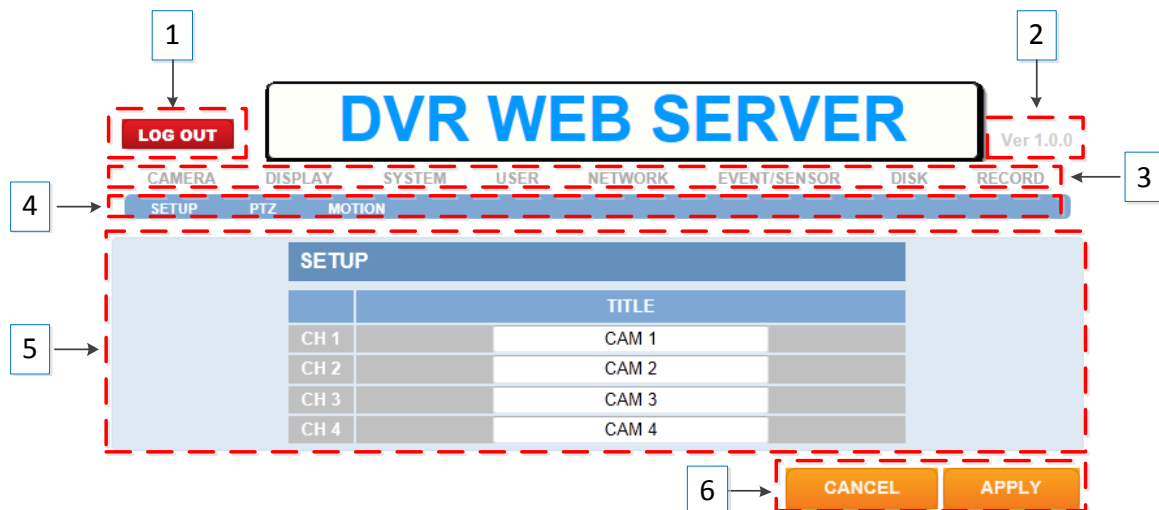 1
2
DVR WEB SERVER
LOG OUT
Ver 1.0.0
CAMERA DISPLAY SYSTEM USER NETWORK EVENT/SENSOR DISK RECORD
3
4
SETUP PTZ MOTION
SETUP
TITLE
CH 1 CAM 1
5
CH 2 CAM 2
CH 3 CAM 3
CH 4 CAM 4
6
CANCEL APPLY